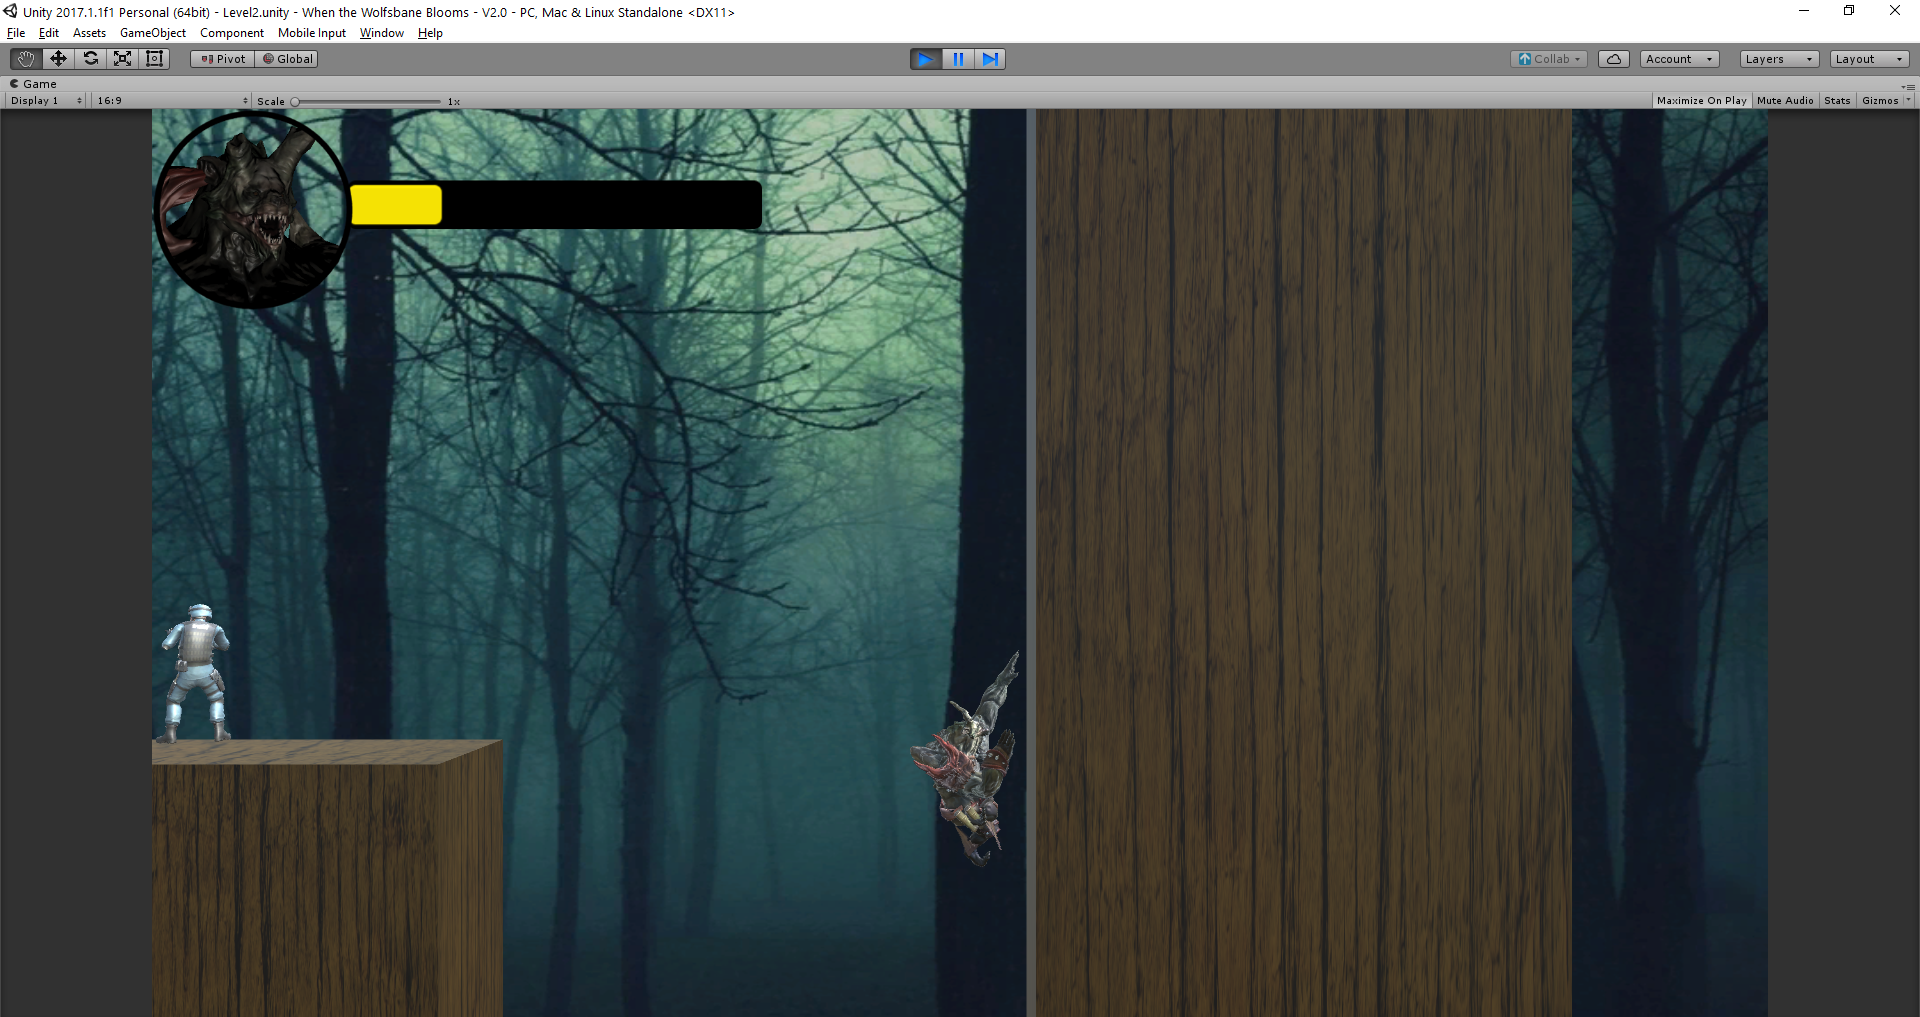 Unity 2017.1.1f1 Personal (64bit) - Level2.unity - When the Wolfsbane Blooms - V2.0 - PC, Mac & Linux Standalone <DX11>
File Edit Assets GameObject Component Mobile Input Window Help
Pivot Global Collab Account Layers Layout
Game
Display 1 16:9 Scale 1x Maximize On Play Mute Audio Stats Gizmos